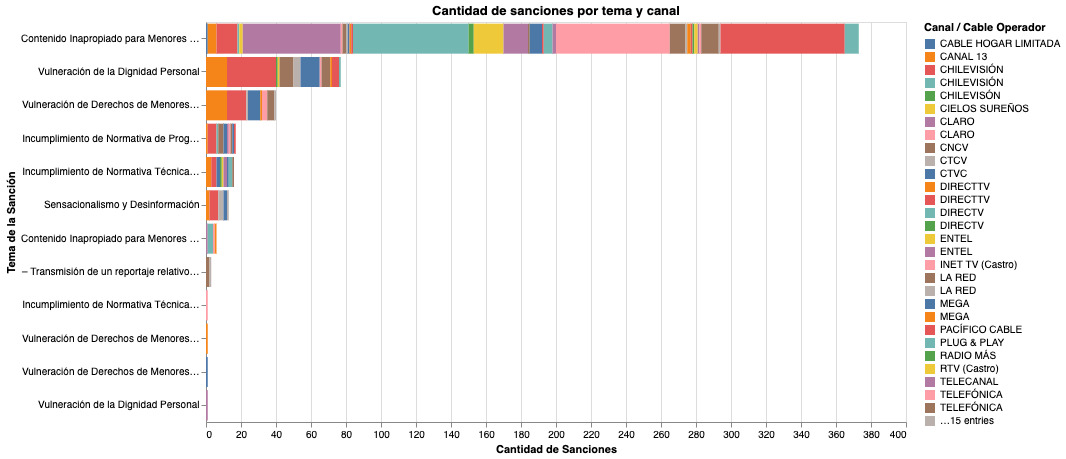 Cantidad de sanciones por tema y canal
Tema de la Sanción
Contenido Inapropiado para Menores …
Vulneración de la Dignidad Personal
Vulneración de Derechos de Menores…
Incumplimiento de Normativa de Prog…
Incumplimiento de Normativa Técnica…
Sensacionalismo y Desinformación
Contenido Inapropiado para Menores …
– Transmisión de un reportaje relativo…
Incumplimiento de Normativa Técnica…
Vulneración de Derechos de Menores…
Vulneración de Derechos de Menores…
Vulneración de la Dignidad Personal
0 20 40 60 80 100 120 140 160 180 200 220 240 260 280 300 320 340 360 380 400
Cantidad de Sanciones
Canal / Cable Operador
CABLE HOGAR LIMITADA
CANAL 13
CHILEVISIÓN
CHILEVISIÓN
CHILEVISÓN
CIELOS SUREÑOS
CLARO
CLARO
CNCV
CTCV
CTVC
DIRECTTV
DIRECTTV
DIRECTV
DIRECTV
ENTEL
ENTEL
INET TV (Castro)
LA RED
LA RED
MEGA
MEGA
PACÍFICO CABLE
PLUG & PLAY
RADIO MÁS
RTV (Castro)
TELECANAL
TELEFÓNICA
TELEFÓNICA
…15 entries